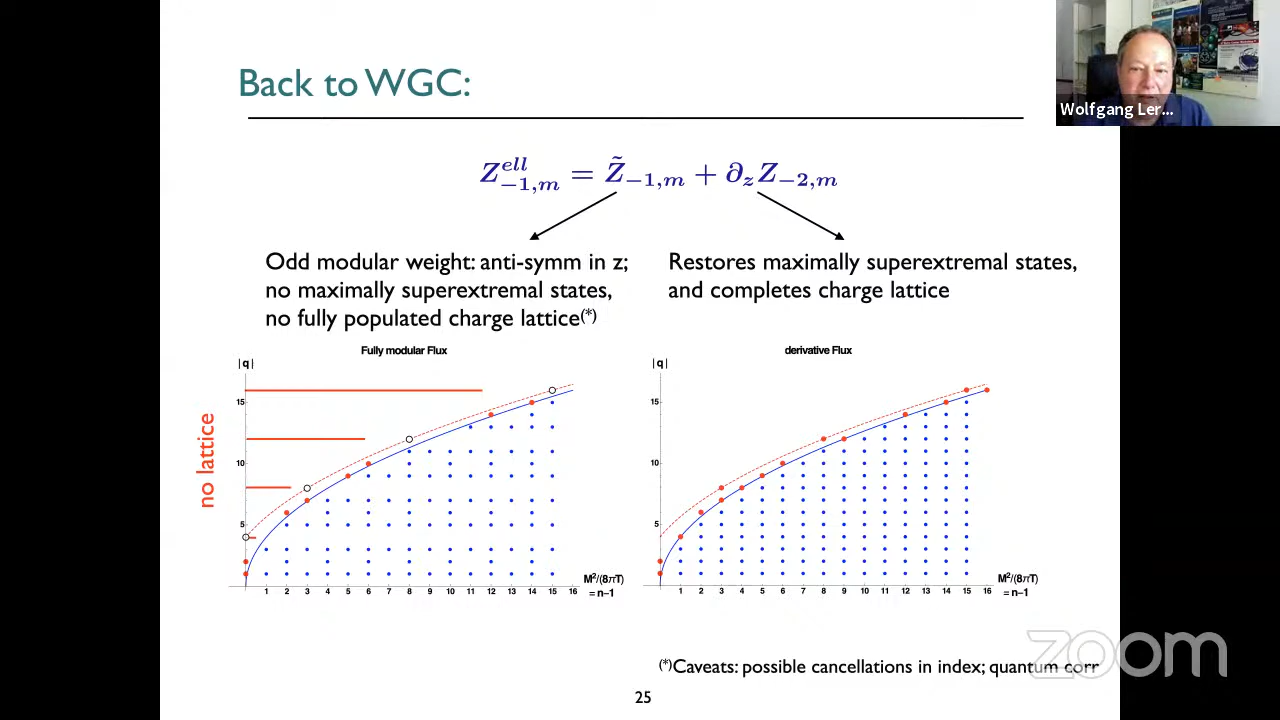 Back to WGC:
Wolfgang Ler...
Z^{ell}_{-1,m} = \tilde{Z}_{-1,m} + ∂_z Z_{-2,m}
Odd modular weight: anti-symm in z;
no maximally superextremal states,
no fully populated charge lattice(*)
Restores maximally superextremal states,
and completes charge lattice
Fully modular Flux
|q|
15
10
5
no lattice
1 2 3 4 5 6 7 8 9 10 11 12 13 14 15 16
M²/(8πT)
= n-1
derivative Flux
|q|
15
10
5
1 2 3 4 5 6 7 8 9 10 11 12 13 14 15 16
M²/(8πT)
= n-1
(*)Caveats: possible cancellations in index; quantum corr
25
zoom